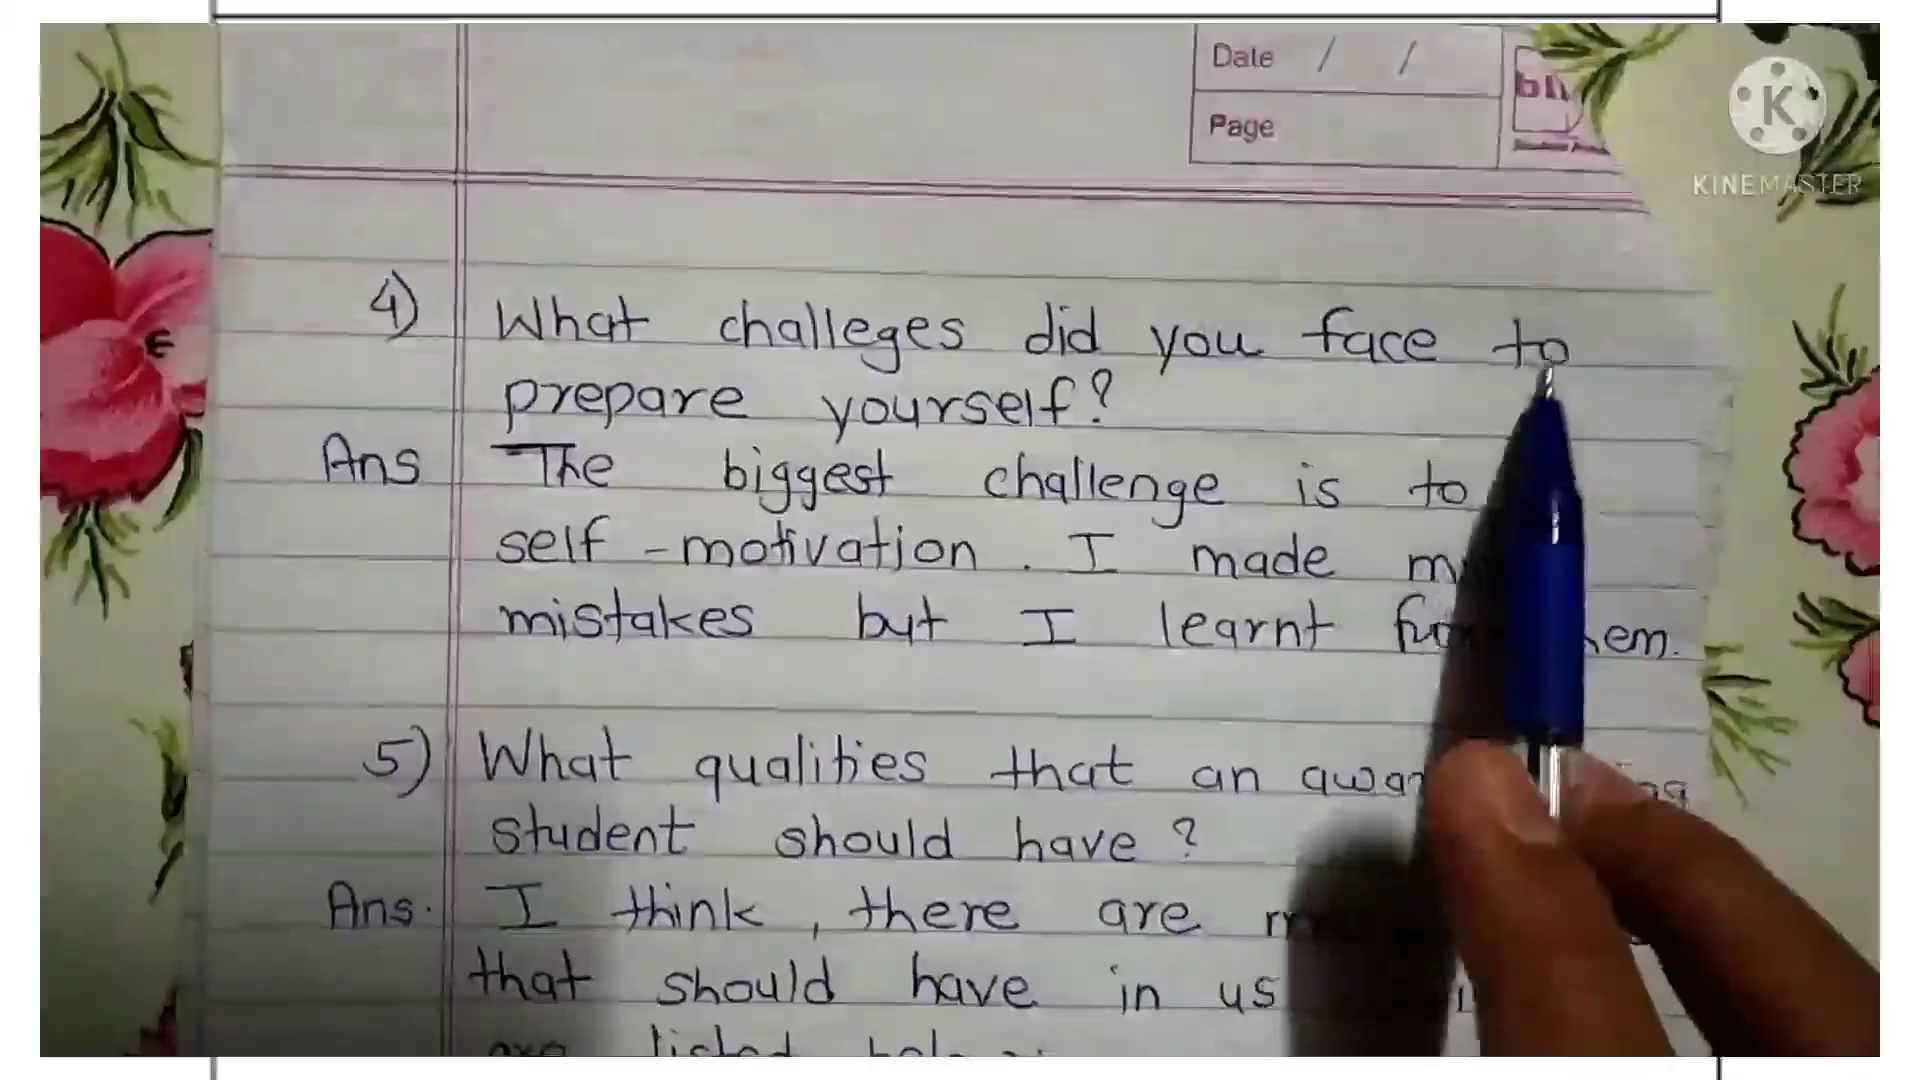 Date / /
Page
K
KINEMASTER
4) What challeges did you face to
prepare yourself?
Ans The biggest challenge is to
self-motivation. I made
mistakes but I learnt
5) What qualities that an
student should have?
Ans. I think, there are
that should have in us